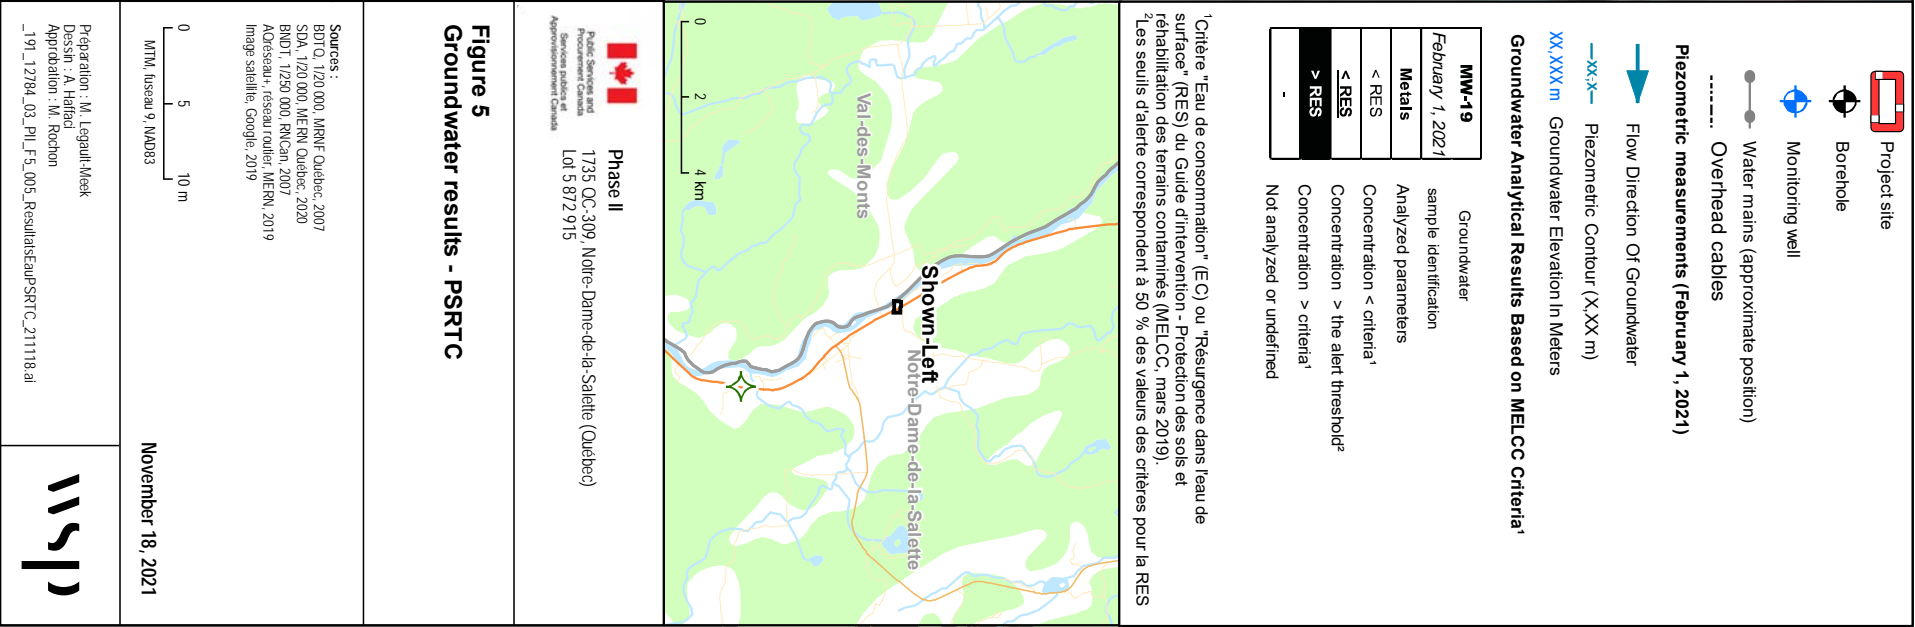 Project site
Borehole
Monitoring well
Water mains (approximate position)
Overhead cables
Piezometric measurements (February 1, 2021)
Flow Direction Of Groundwater
—XX,X— Piezometric Contour (X,XX m)
XX,XXX m Groundwater Elevation In Meters
Groundwater Analytical Results Based on MELCC Criteria¹
MW-19 Groundwater
February 1, 2021 sample identification
Metals Analyzed parameters
< RES Concentration < criteria¹
< RES Concentration > the alert threshold²
> RES Concentration > criteria¹
- Not analyzed or undefined
¹Critère "Eau de consommation" (EC) ou "Résurgence dans l'eau de
surface" (RES) du Guide d'intervention - Protection des sols et
réhabilitation des terrains contaminés (MELCC, mars 2019).
²Les seuils d'alerte correspondent à 50 % des valeurs des critères pour la RES
Shown-Left
Notre-Dame-de-la-Salette
Val-des-Monts
0 2 4 km
Public Services and
Procurement Canada
Services publics et
Approvisionnement Canada
Phase II
1735 QC-309, Notre-Dame-de-la-Salette (Québec)
Lot 5 872 915
Figure 5
Groundwater results - PSRTC
Sources :
BDTQ, 1/20 000, MRNF Québec, 2007
SDA, 1/20 000, MERN Québec, 2020
BNDT, 1/250 000, RNCan, 2007
AQréseau+, réseau routier, MERN, 2019
Image satellite, Google, 2019
0 5 10 m
MTM, fuseau 9, NAD83
November 18, 2021
Préparation : M. Legault-Meek
Dessin : A. Haffaci
Approbation : M. Rochon
_191_12784_03_PII_F5_005_ResultatsEauPSRTC_211118.ai
wsp